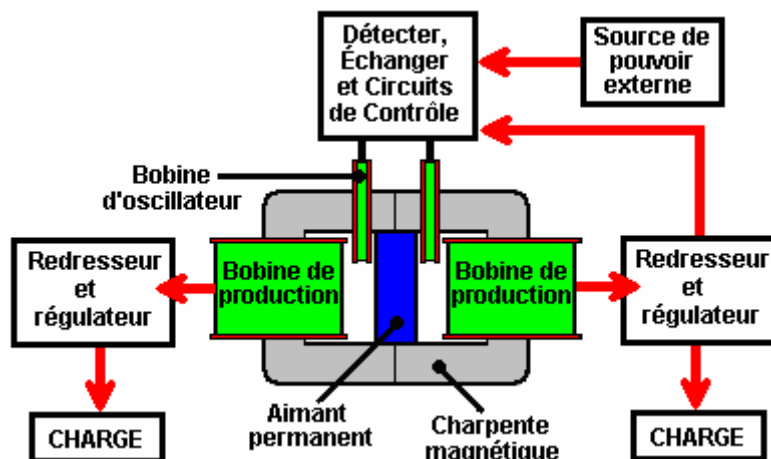 Détecter,
Échanger
et Circuits
de Contrôle
Source de
pouvoir
externe
Bobine
d'oscillateur
Redresseur
et
régulateur
Bobine de
production
Bobine de
production
Redresseur
et
régulateur
CHARGE
Aimant
permanent
Charpente
magnétique
CHARGE